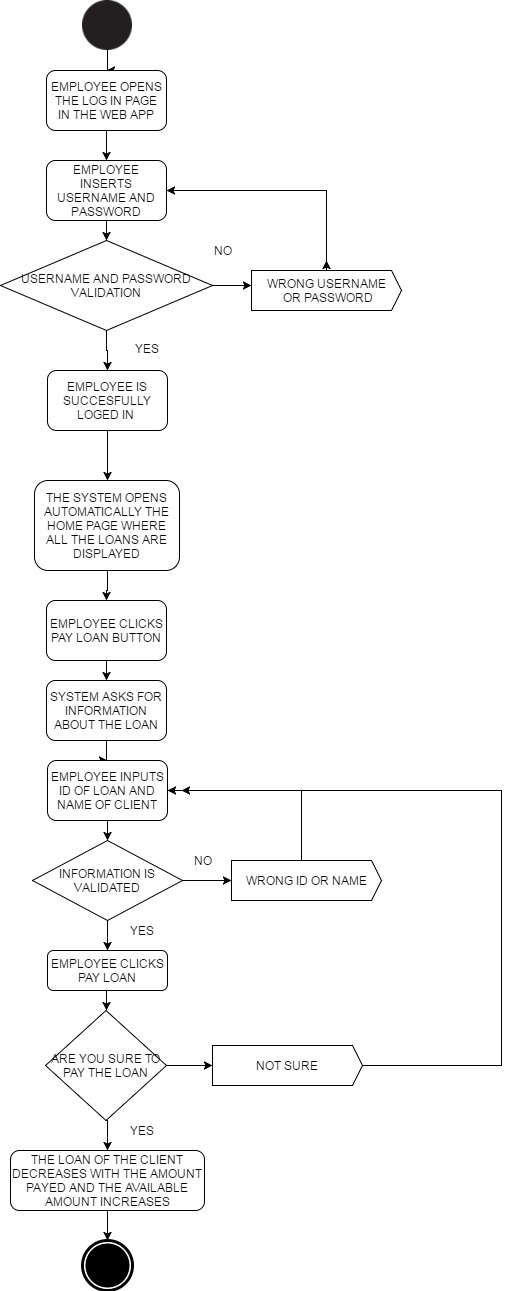 EMPLOYEE OPENS
THE LOG IN PAGE
IN THE WEB APP
EMPLOYEE
INSERTS
USERNAME AND
PASSWORD
NO
USERNAME AND PASSWORD
VALIDATION
WRONG USERNAME
OR PASSWORD
YES
EMPLOYEE IS
SUCCESFULLY
LOGED IN
THE SYSTEM OPENS
AUTOMATICALLY THE
HOME PAGE WHERE
ALL THE LOANS ARE
DISPLAYED
EMPLOYEE CLICKS
PAY LOAN BUTTON
SYSTEM ASKS FOR
INFORMATION
ABOUT THE LOAN
EMPLOYEE INPUTS
ID OF LOAN AND
NAME OF CLIENT
NO
INFORMATION IS
VALIDATED
WRONG ID OR NAME
YES
EMPLOYEE CLICKS
PAY LOAN
ARE YOU SURE TO
PAY THE LOAN
NOT SURE
YES
THE LOAN OF THE CLIENT
DECREASES WITH THE AMOUNT
PAYED AND THE AVAILABLE
AMOUNT INCREASES